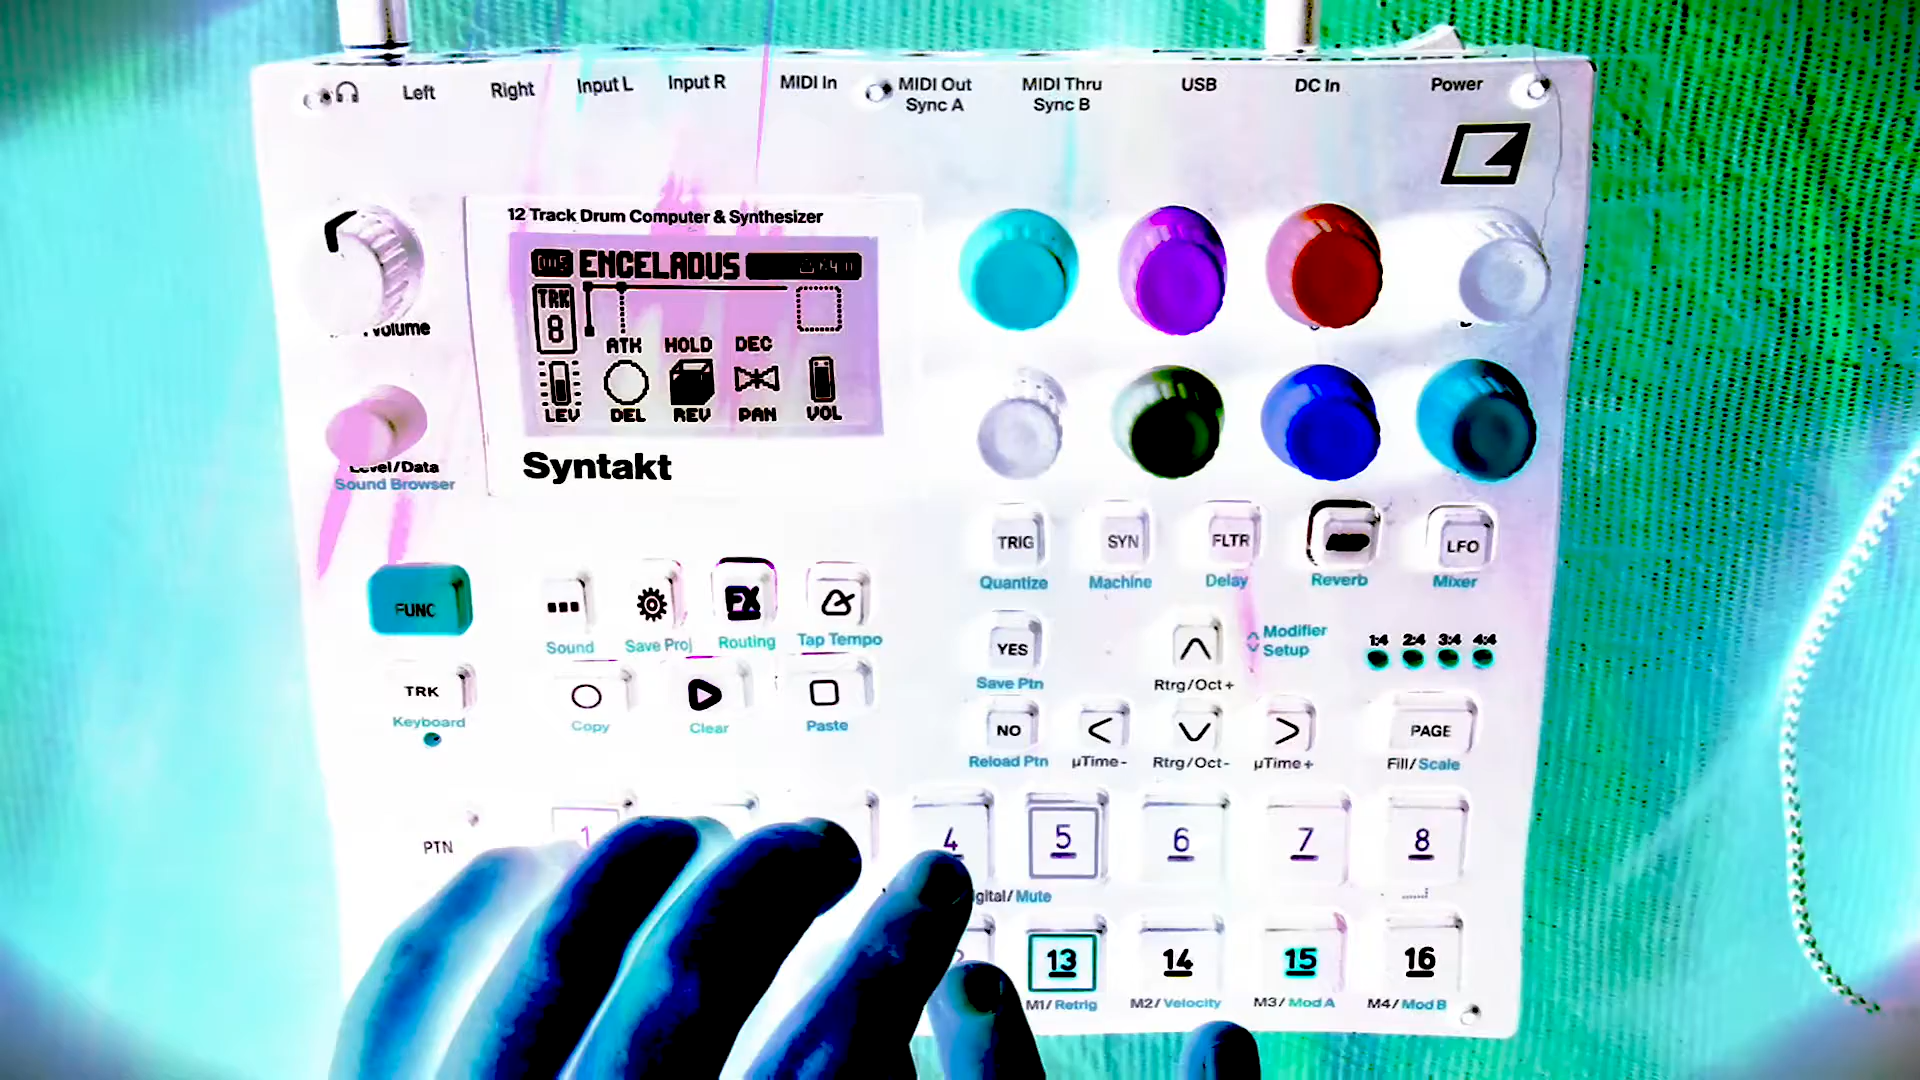 Left
Right
Input L
Input R
MIDI In
MIDI Out
Sync A
MIDI Thru
Sync B
USB
DC In
Power
12 Track Drum Computer & Synthesizer
ENCELADUS
TRK
8
ATK
HOLD
DEC
LEV
DEL
REV
PAN
VOL
Volume
Syntakt
Level/Data
Sound Browser
TRIG
SYN
FLTR
LFO
Quantize
Machine
Delay
Reverb
Mixer
FUNC
FX
Sound
Save Proj
Routing
Tap Tempo
YES
Save Ptn
Modifier
Setup
1:4
2:4
3:4
4:4
Rtrg/Oct+
TRK
Keyboard
Copy
Clear
Paste
NO
PAGE
Reload Ptn
µTime-
Rtrg/Oct-
µTime+
Fill/Scale
PTN
1
4
5
6
7
8
igital/Mute
13
14
15
16
M1/Retrig
M2/Velocity
M3/Mod A
M4/Mod B